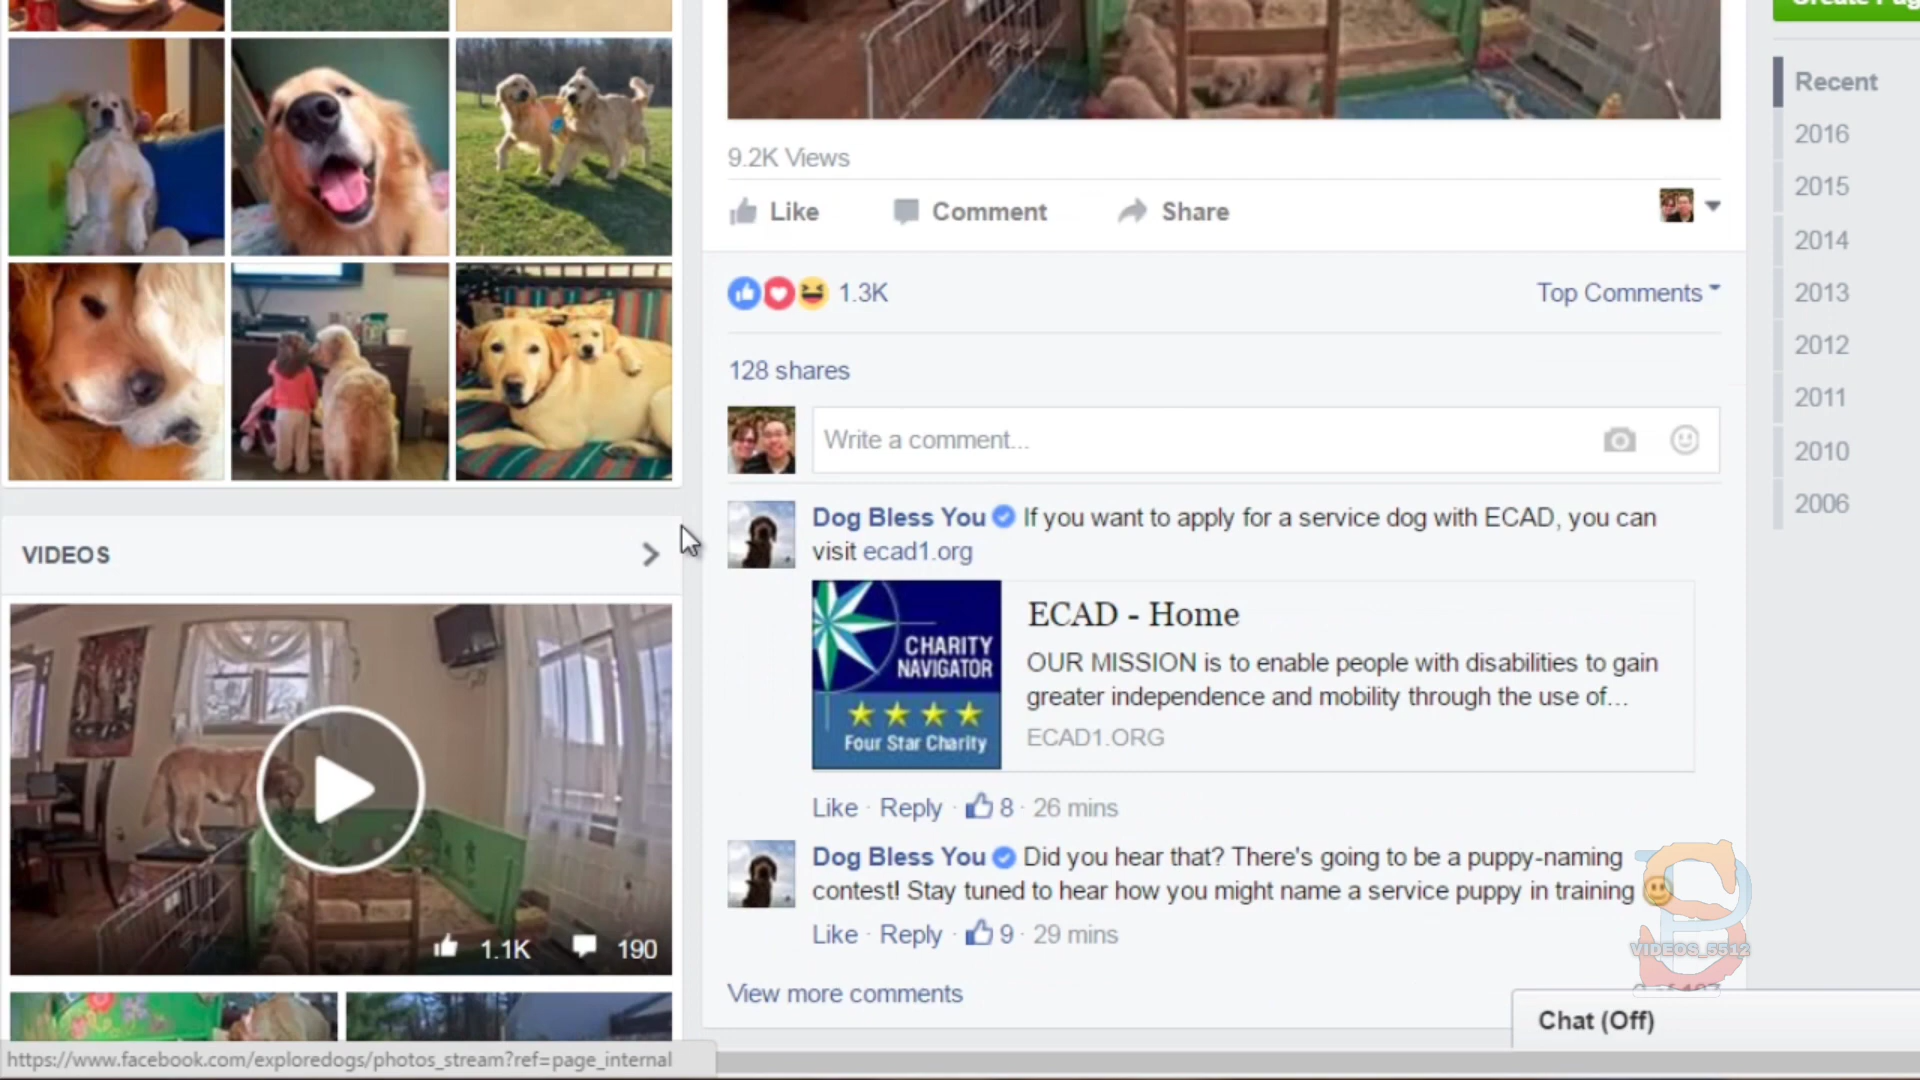 Recent
2016
2015
2014
2013
2012
2011
2010
2006
9.2K Views
Like Comment Share
1.3K
Top Comments
128 shares
Write a comment...
Dog Bless You If you want to apply for a service dog with ECAD, you can
visit ecad1.org
CHARITY
NAVIGATOR
Four Star Charity
ECAD - Home
OUR MISSION is to enable people with disabilities to gain
greater independence and mobility through the use of...
ECAD1.ORG
Like · Reply · 8 · 26 mins
Dog Bless You Did you hear that? There's going to be a puppy-naming
contest! Stay tuned to hear how you might name a service puppy in training
Like · Reply · 9 · 29 mins
View more comments
VIDEOS
1.1K 190
VIDEOS_5512
Chat (Off)
https://www.facebook.com/exploredogs/photos_stream?ref=page_internal